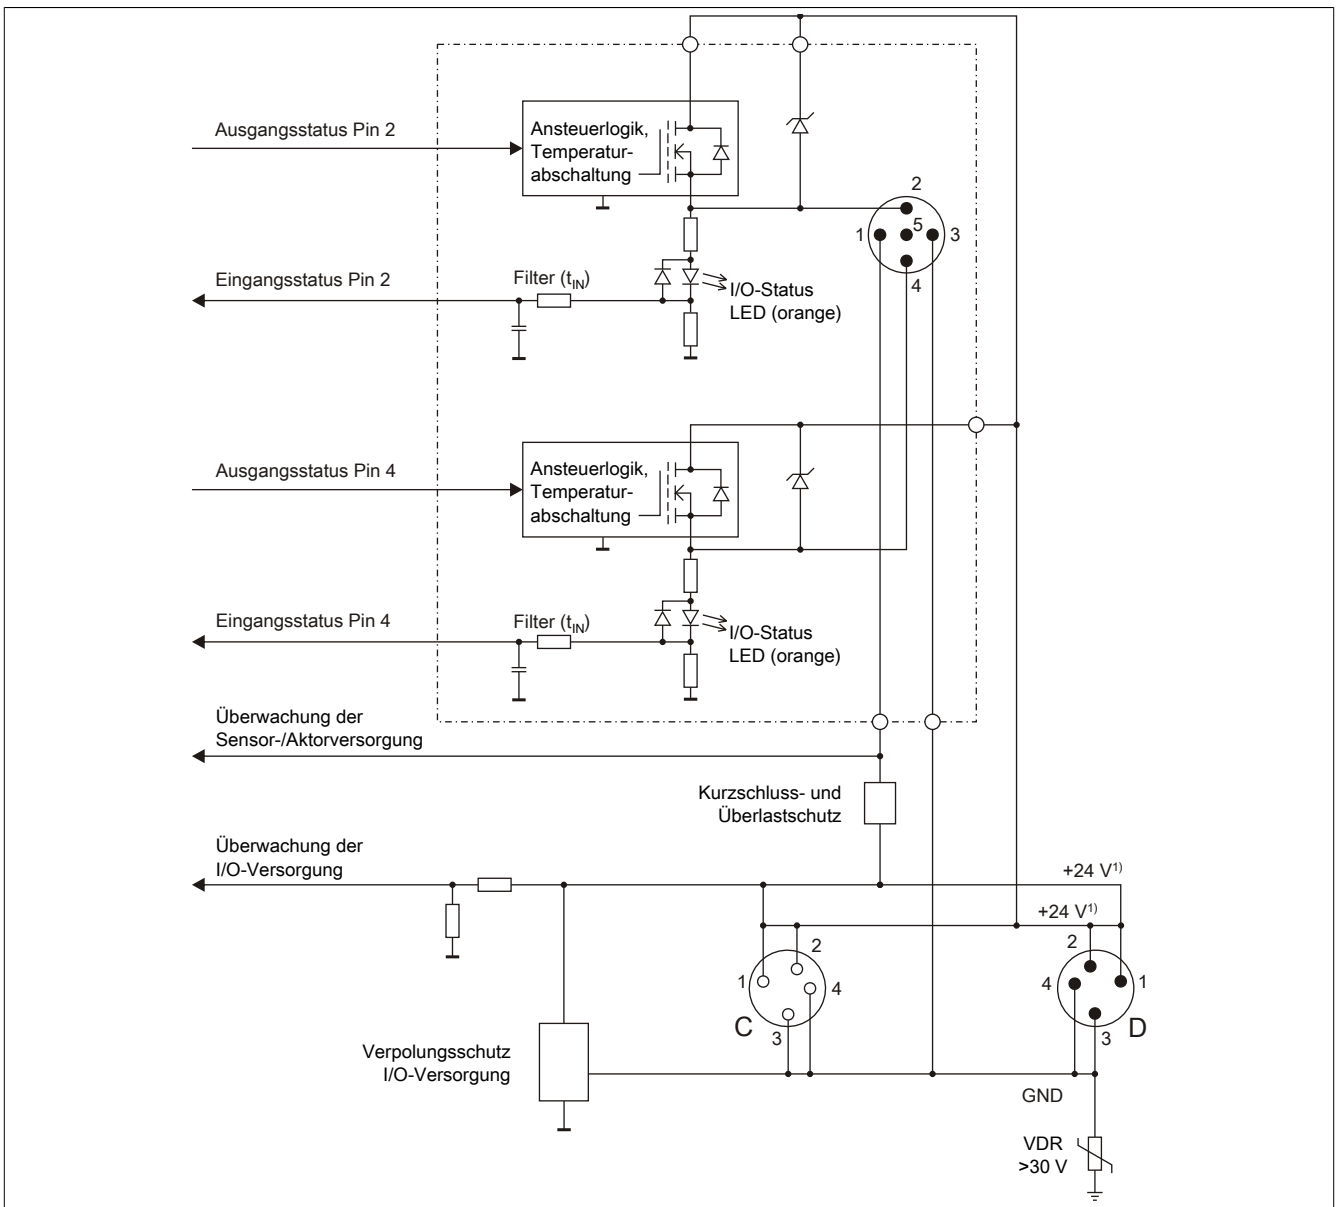 Ausgangsstatus Pin 2
Ansteuerlogik,
Temperatur-
abschaltung
2
1
5
3
4
Eingangsstatus Pin 2
Filter (tIN)
I/O-Status
LED (orange)
Ausgangsstatus Pin 4
Ansteuerlogik,
Temperatur-
abschaltung
Eingangsstatus Pin 4
Filter (tIN)
I/O-Status
LED (orange)
Überwachung der
Sensor-/Aktorversorgung
Kurzschluss- und
Überlastschutz
Überwachung der
I/O-Versorgung
+24 V1)
+24 V1)
2
1
4
3
C
2
4
1
3
D
Verpolungsschutz
I/O-Versorgung
GND
VDR
>30 V